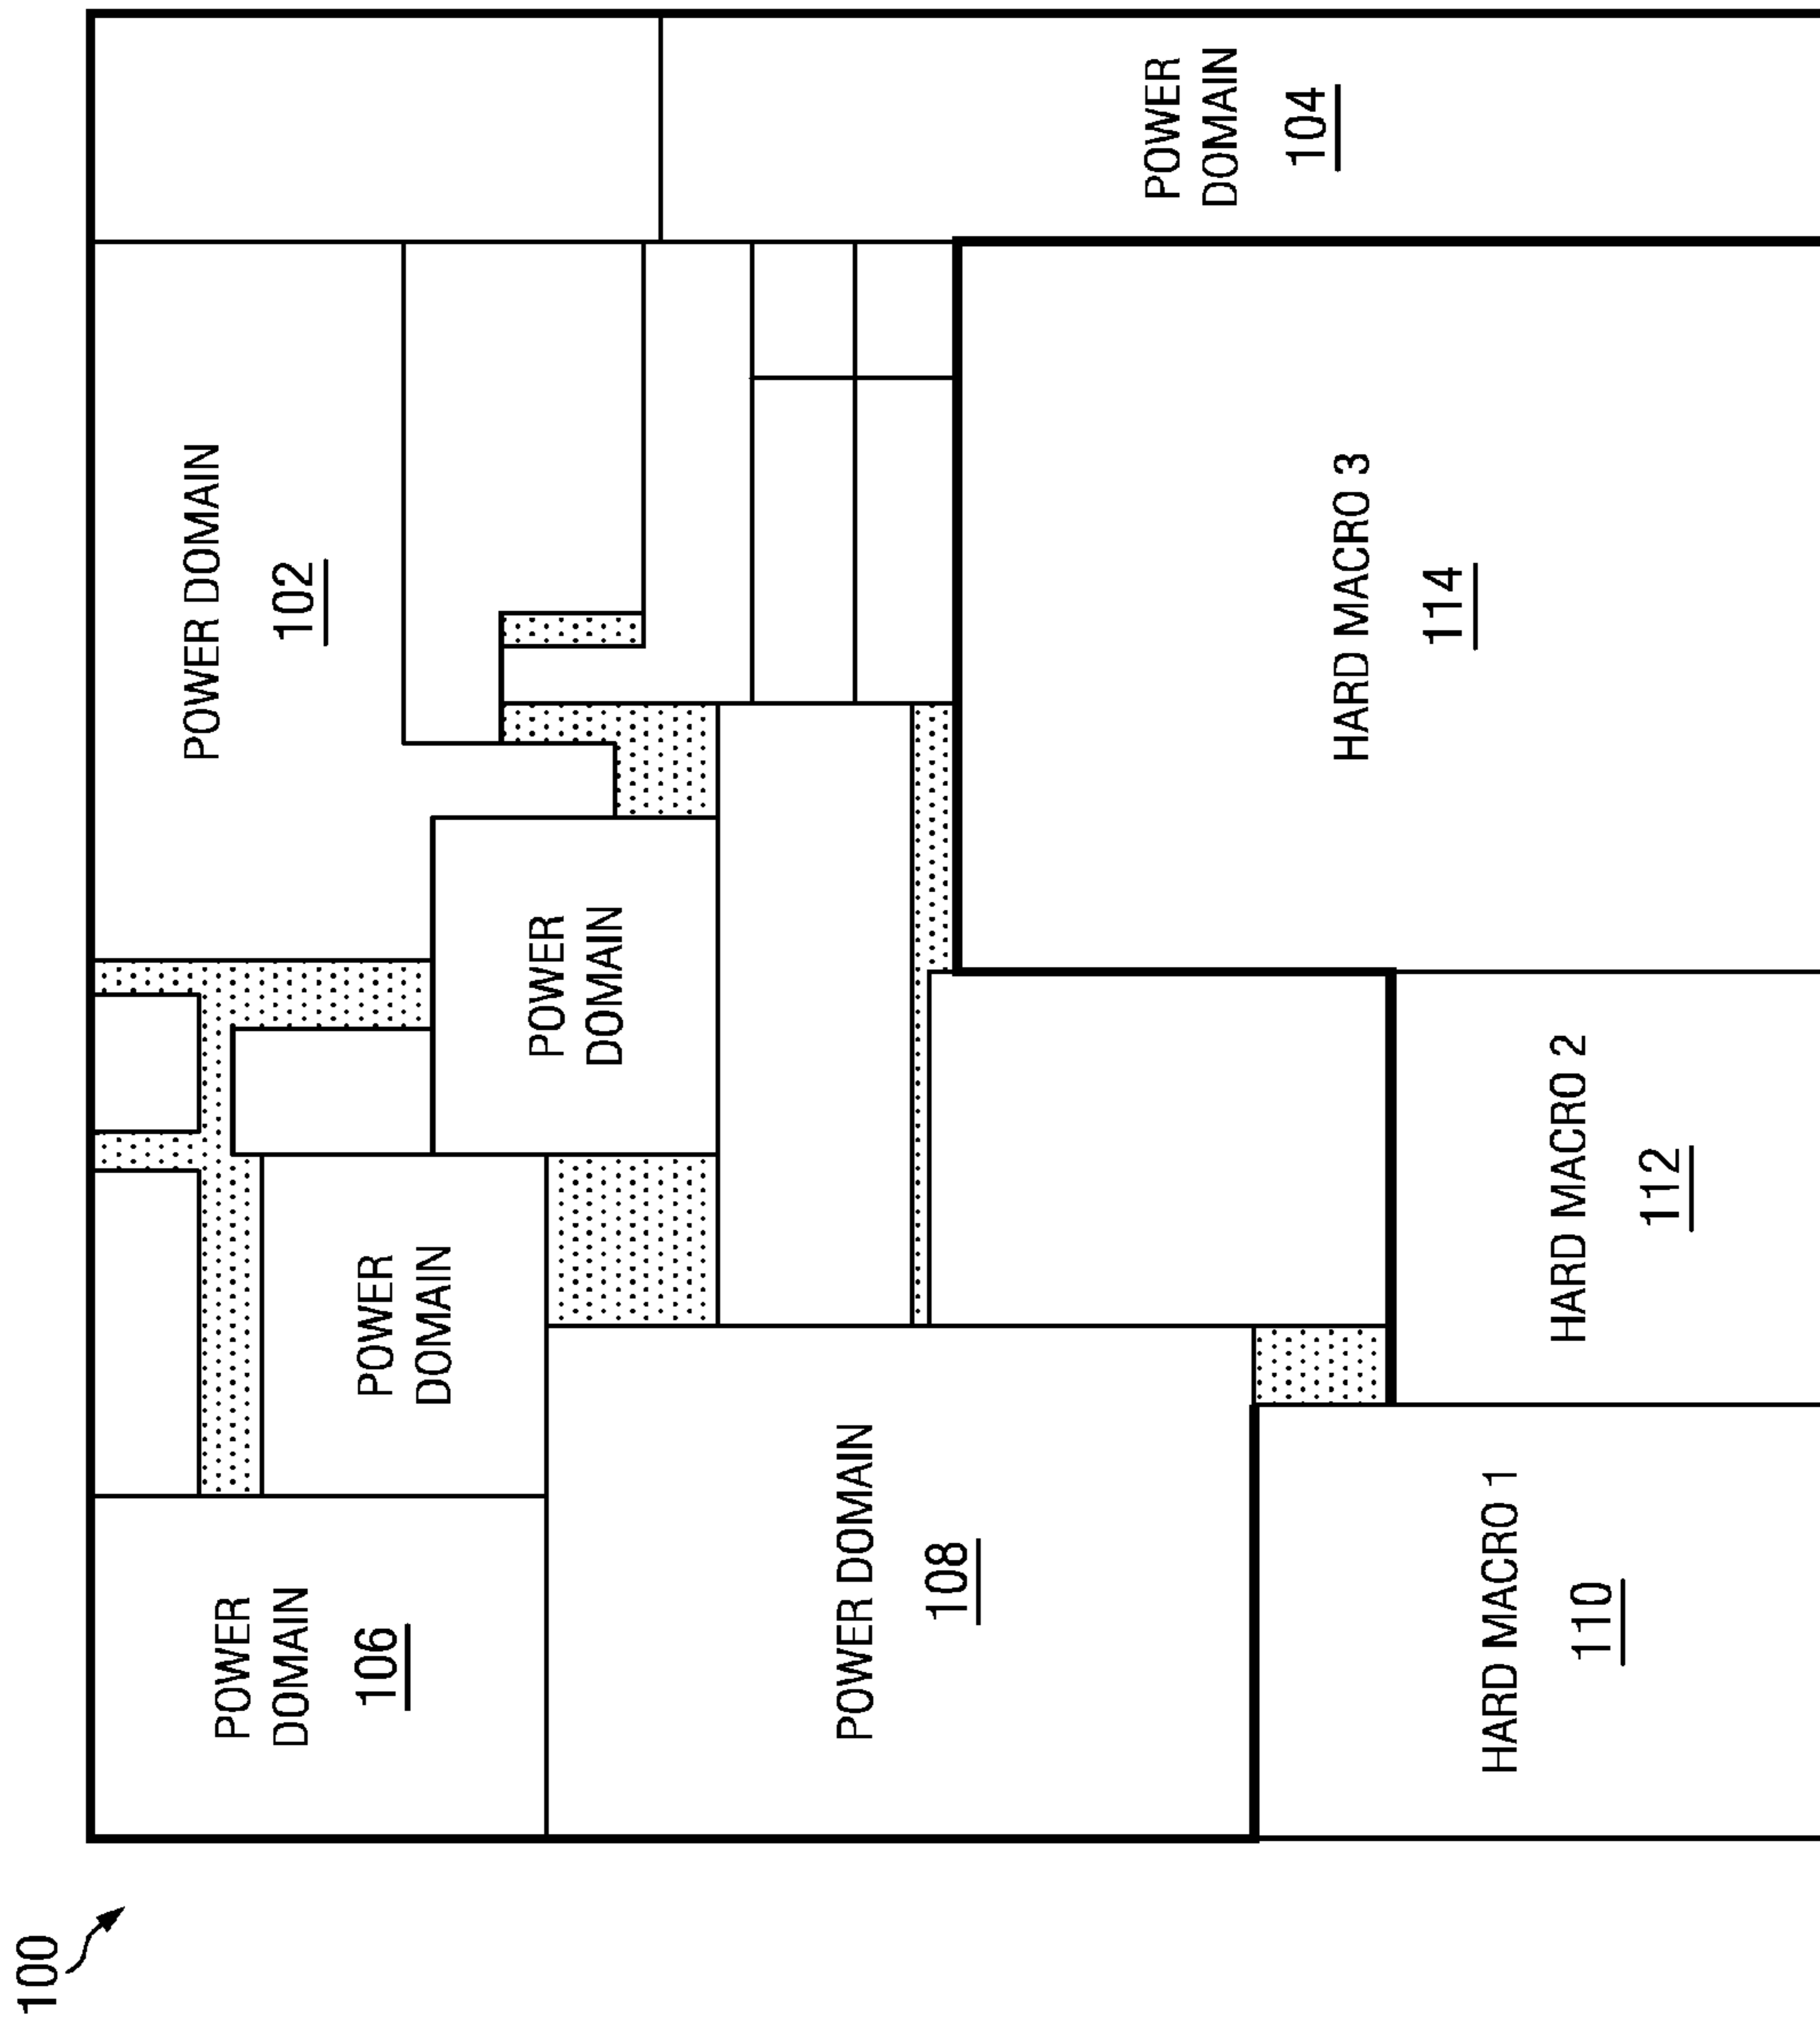 100
POWER
DOMAIN
106
POWER
DOMAIN
POWER
DOMAIN
POWER DOMAIN
102
POWER DOMAIN
108
HARD MACRO 1
110
HARD MACRO 2
112
HARD MACRO 3
114
POWER
DOMAIN
104